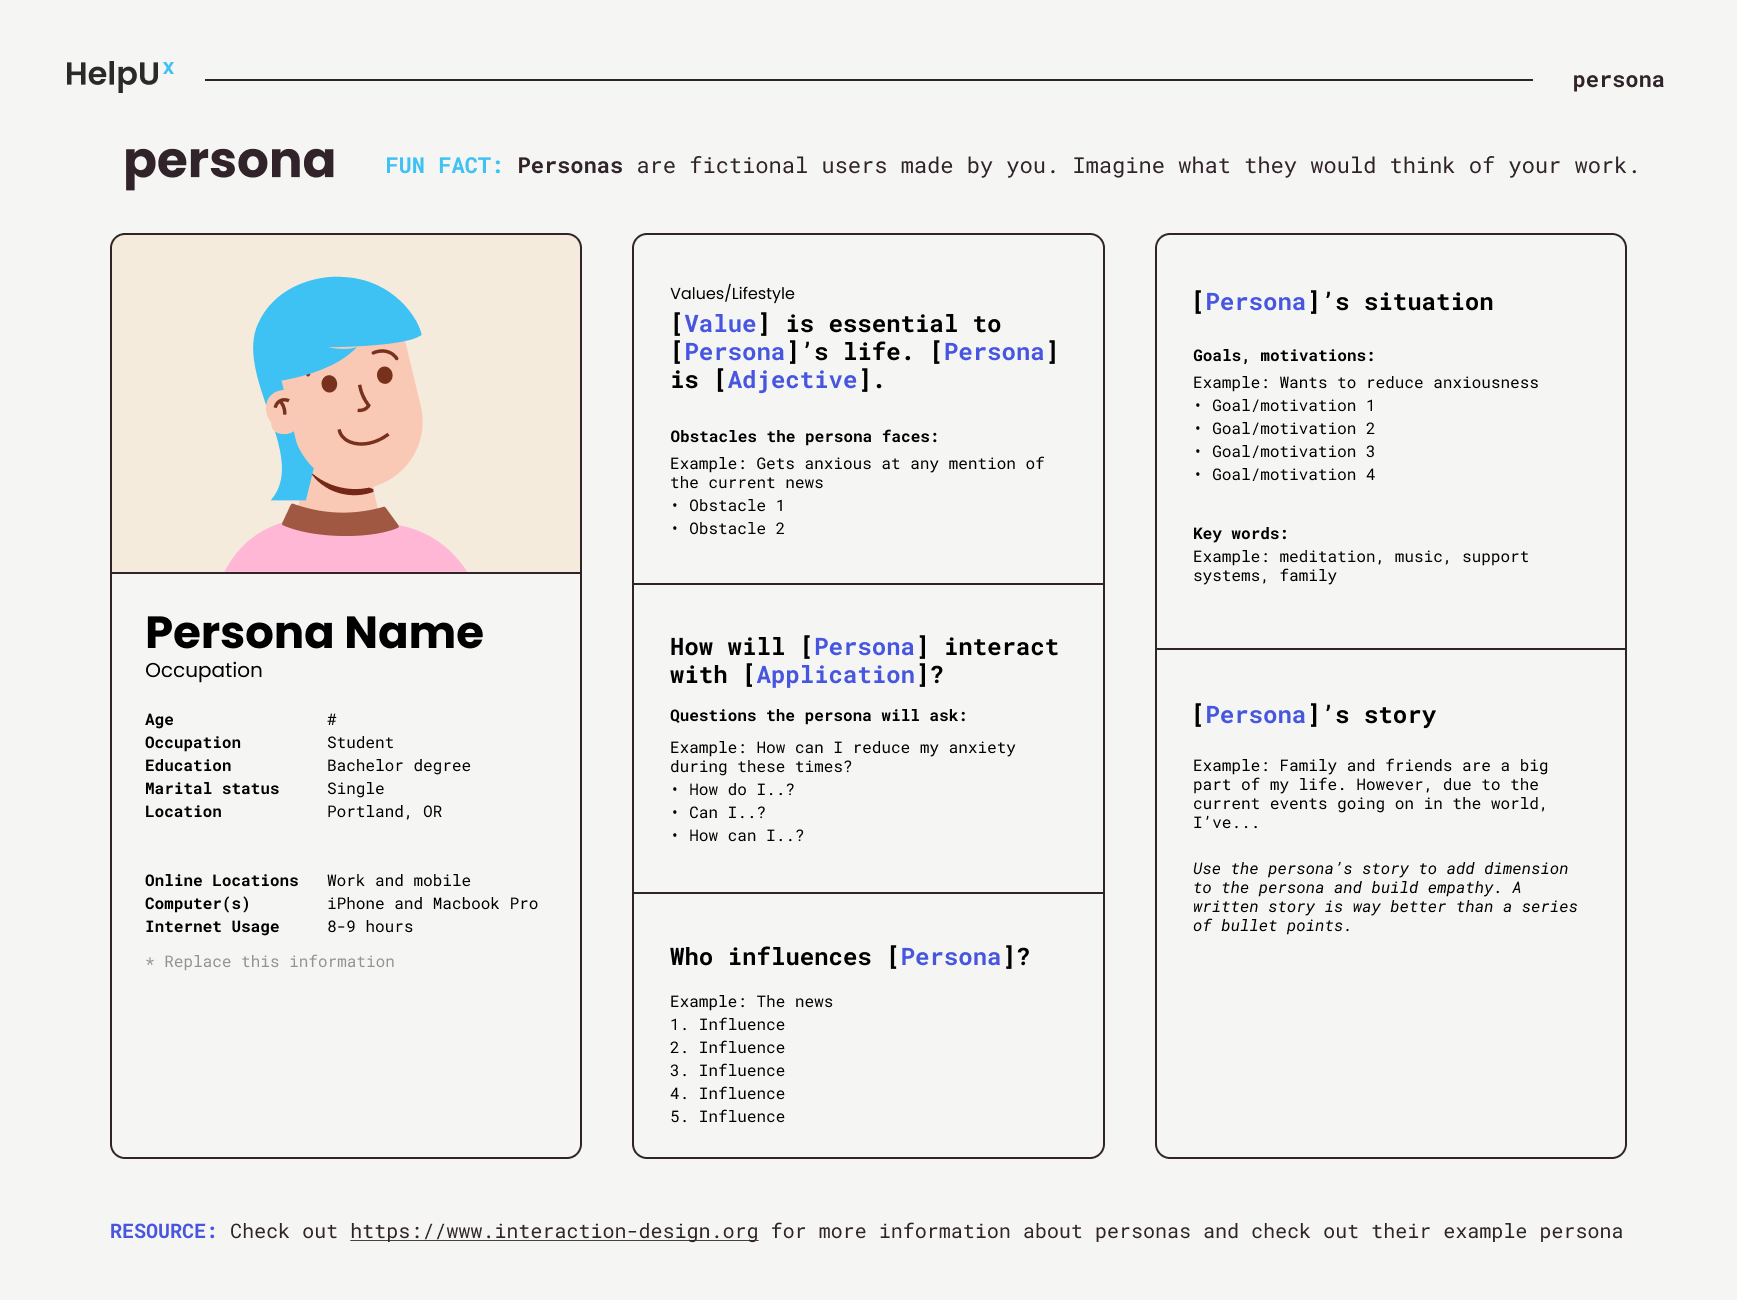 HelpUx
persona
persona
FUN FACT: Personas are fictional users made by you. Imagine what they would think of your work.
Persona Name
Occupation
Age #
Occupation Student
Education Bachelor degree
Marital status Single
Location Portland, OR
Online Locations Work and mobile
Computer(s) iPhone and Macbook Pro
Internet Usage 8-9 hours
* Replace this information
Values/Lifestyle
[Value] is essential to
[Persona]’s life. [Persona]
is [Adjective].
Obstacles the persona faces:
Example: Gets anxious at any mention of
the current news
• Obstacle 1
• Obstacle 2
How will [Persona] interact
with [Application]?
Questions the persona will ask:
Example: How can I reduce my anxiety
during these times?
• How do I..?
• Can I..?
• How can I..?
Who influences [Persona]?
Example: The news
1. Influence
2. Influence
3. Influence
4. Influence
5. Influence
[Persona]’s situation
Goals, motivations:
Example: Wants to reduce anxiousness
• Goal/motivation 1
• Goal/motivation 2
• Goal/motivation 3
• Goal/motivation 4
Key words:
Example: meditation, music, support
systems, family
[Persona]’s story
Example: Family and friends are a big
part of my life. However, due to the
current events going on in the world,
I’ve...
Use the persona’s story to add dimension
to the persona and build empathy. A
written story is way better than a series
of bullet points.
RESOURCE: Check out https://www.interaction-design.org for more information about personas and check out their example persona